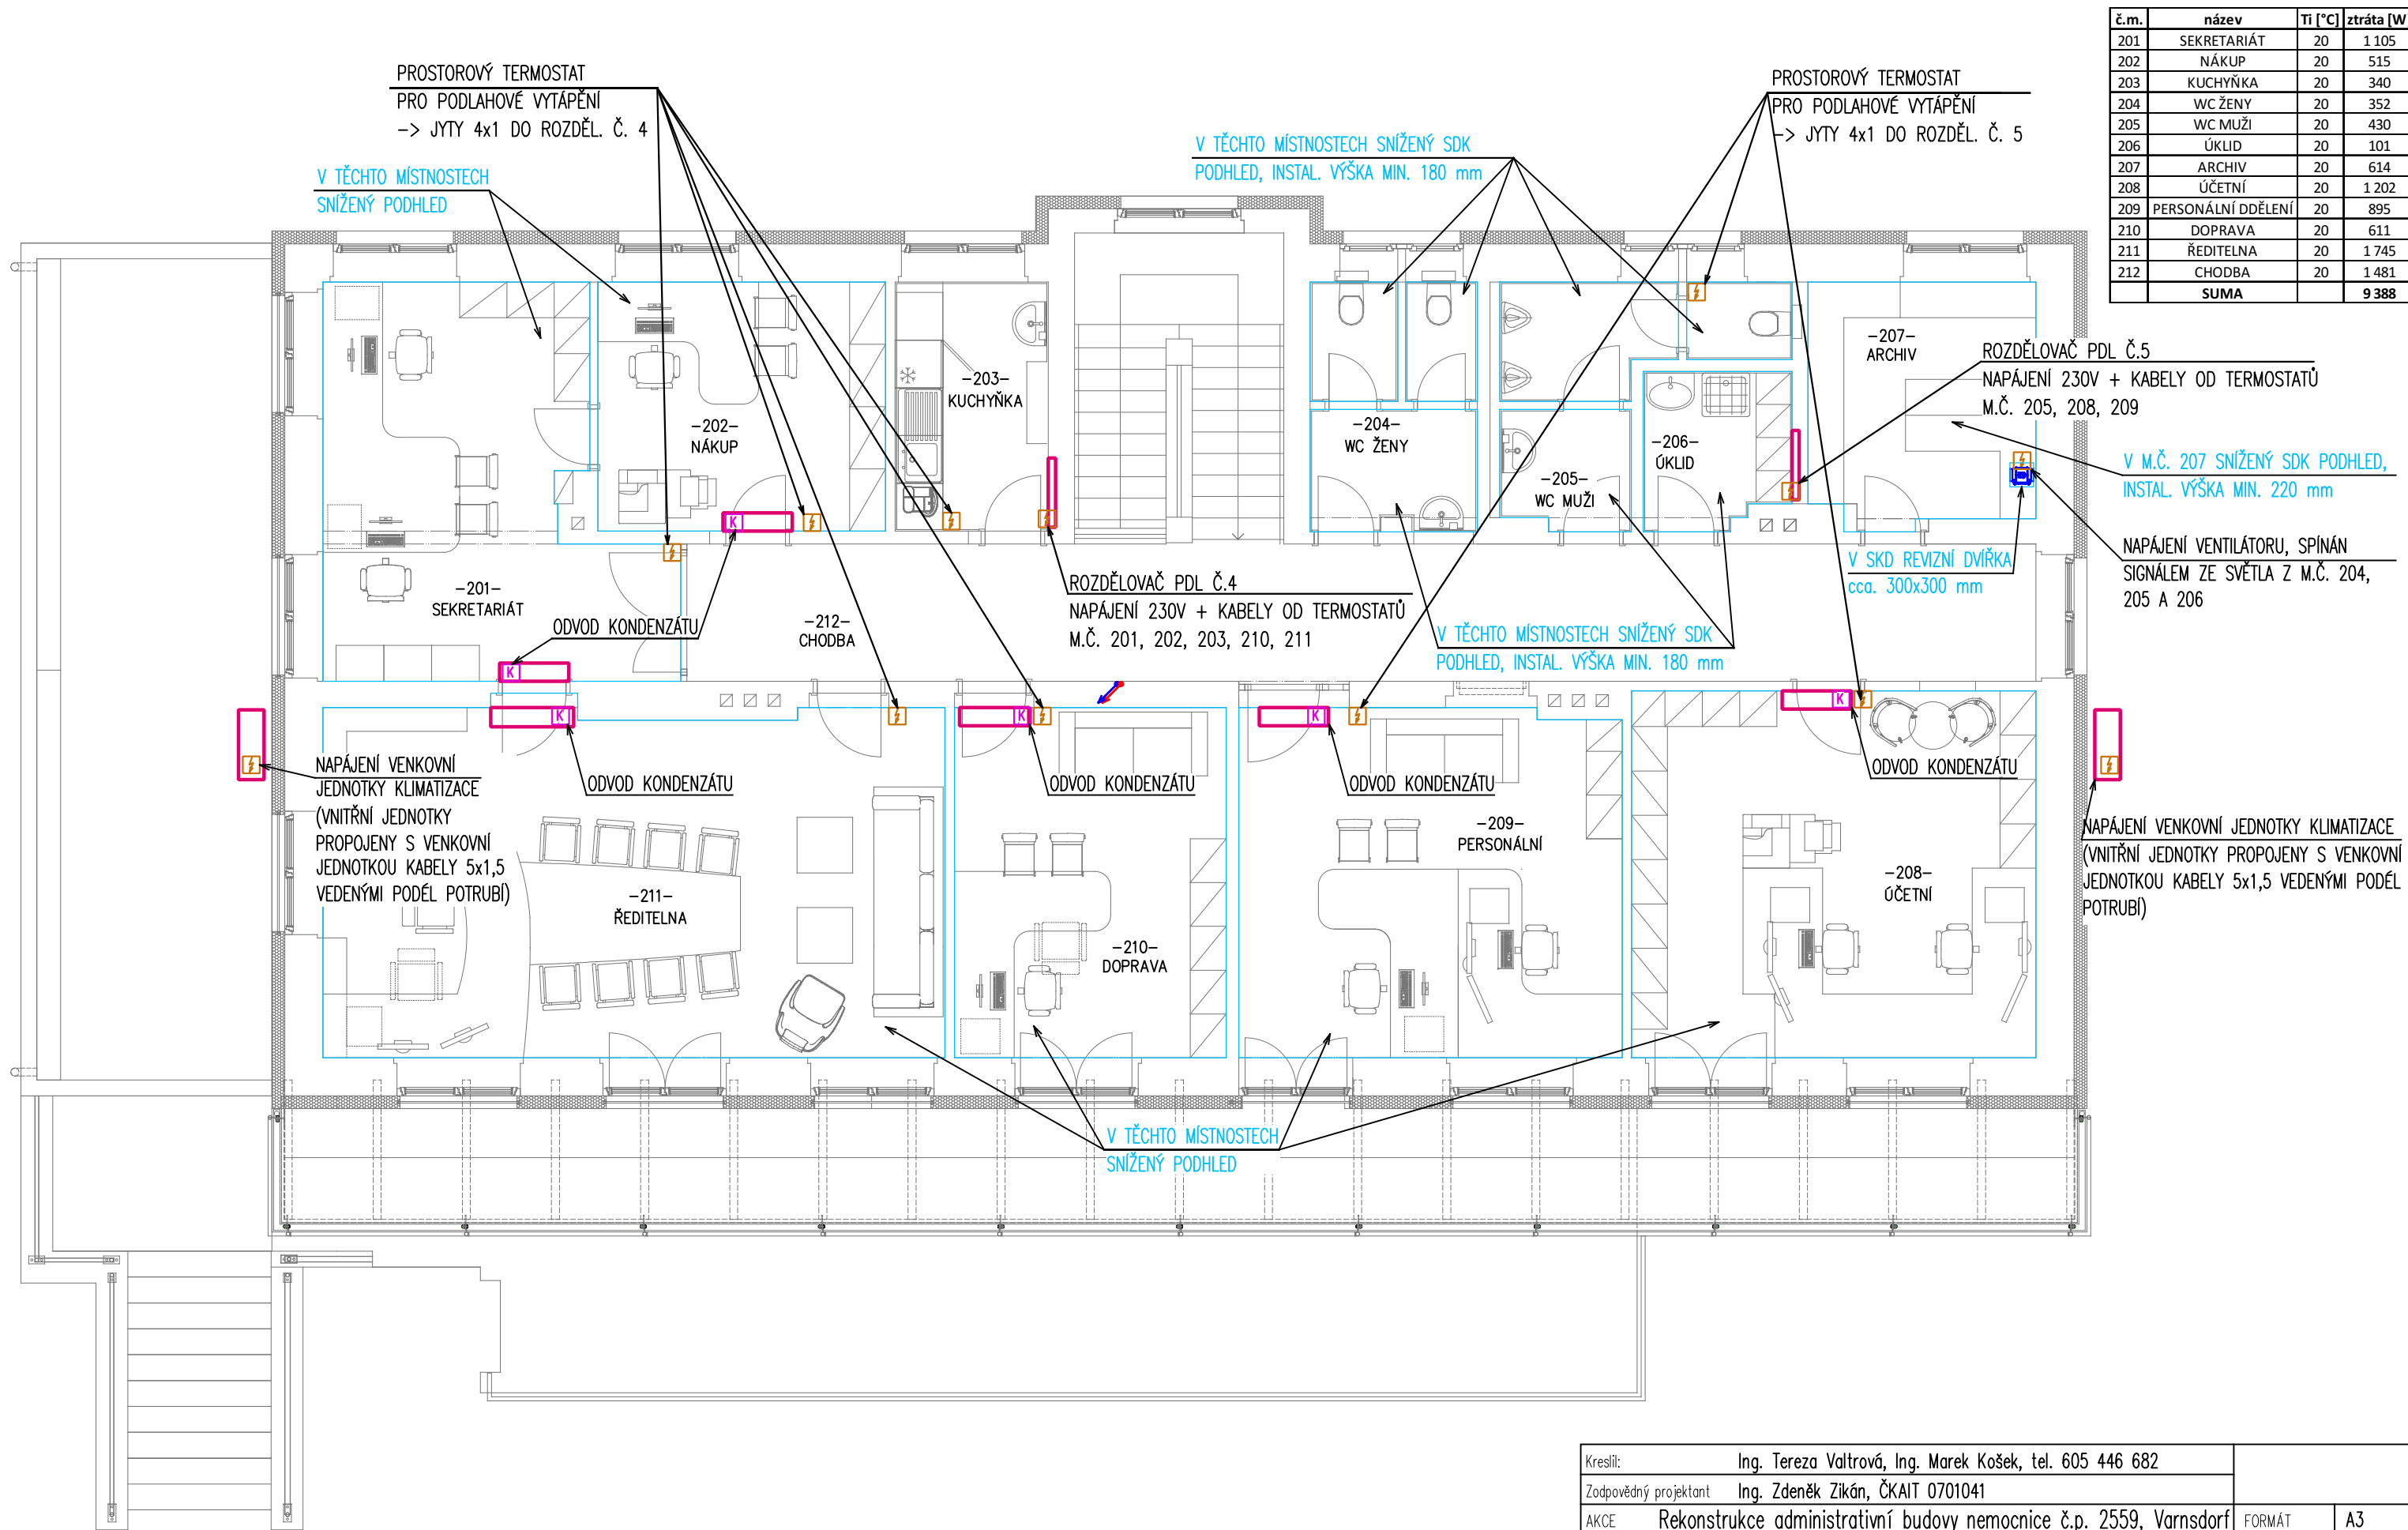 č.m. název Ti [°C] ztráta [W
201 SEKRETARIÁT 20 1 105
202 NÁKUP 20 515
203 KUCHYŇKA 20 340
204 WC ŽENY 20 352
205 WC MUŽI 20 430
206 ÚKLID 20 101
207 ARCHIV 20 614
208 ÚČETNÍ 20 1 202
209 PERSONÁLNÍ DDĚLENÍ 20 895
210 DOPRAVA 20 611
211 ŘEDITELNA 20 1 745
212 CHODBA 20 1 481
SUMA 9 388
PROSTOROVÝ TERMOSTAT
PRO PODLAHOVÉ VYTÁPĚNÍ
-> JYTY 4x1 DO ROZDĚL. Č. 4
PROSTOROVÝ TERMOSTAT
PRO PODLAHOVÉ VYTÁPĚNÍ
-> JYTY 4x1 DO ROZDĚL. Č. 5
V TĚCHTO MÍSTNOSTECH SNÍŽENÝ SDK
PODHLED, INSTAL. VÝŠKA MIN. 180 mm
V TĚCHTO MÍSTNOSTECH
SNÍŽENÝ PODHLED
-207-
ARCHIV
ROZDĚLOVAČ PDL Č.5
NAPÁJENÍ 230V + KABELY OD TERMOSTATŮ
M.Č. 205, 208, 209
-203-
KUCHYŇKA
-202-
NÁKUP
-204-
WC ŽENY
-206-
ÚKLID
-205-
WC MUŽI
V M.Č. 207 SNÍŽENÝ SDK PODHLED,
INSTAL. VÝŠKA MIN. 220 mm
K
NAPÁJENÍ VENTILÁTORU, SPÍNÁN
SIGNÁLEM ZE SVĚTLA Z M.Č. 204,
205 A 206
V SKD REVIZNÍ DVÍŘKA
cca. 300x300 mm
-201-
SEKRETARIÁT
ROZDĚLOVAČ PDL Č.4
NAPÁJENÍ 230V + KABELY OD TERMOSTATŮ
M.Č. 201, 202, 203, 210, 211
ODVOD KONDENZÁTU
-212-
CHODBA
V TĚCHTO MÍSTNOSTECH SNÍŽENÝ SDK
PODHLED, INSTAL. VÝŠKA MIN. 180 mm
K
K
K
K
K
NAPÁJENÍ VENKOVNÍ
JEDNOTKY KLIMATIZACE
(VNITŘNÍ JEDNOTKY
PROPOJENY S VENKOVNÍ
JEDNOTKOU KABELY 5x1,5
VEDENÝMI PODÉL POTRUBÍ)
ODVOD KONDENZÁTU
ODVOD KONDENZÁTU
ODVOD KONDENZÁTU
ODVOD KONDENZÁTU
NAPÁJENÍ VENKOVNÍ JEDNOTKY KLIMATIZACE
(VNITŘNÍ JEDNOTKY PROPOJENY S VENKOVNÍ
JEDNOTKOU KABELY 5x1,5 VEDENÝMI PODÉL
POTRUBÍ)
-209-
PERSONÁLNÍ
-208-
ÚČETNÍ
-211-
ŘEDITELNA
-210-
DOPRAVA
V TĚCHTO MÍSTNOSTECH
SNÍŽENÝ PODHLED
Kreslil: Ing. Tereza Valtrová, Ing. Marek Košek, tel. 605 446 682
Zodpovědný projektant Ing. Zdeněk Zikán, ČKAIT 0701041
AKCE Rekonstrukce administrativní budovy nemocnice č.p. 2559, Varnsdorf FORMÁT A3